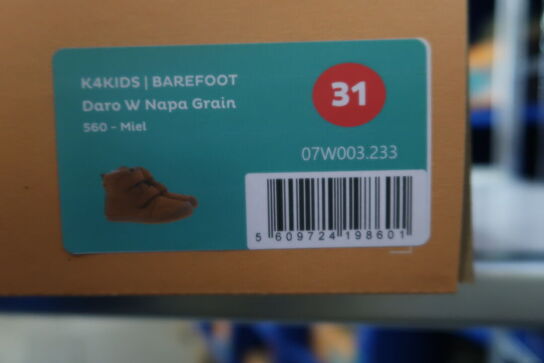 K4KIDS | BAREFOOT
Daro W Napa Grain
560 - Miel
31
07W003.233
5 609724 198601